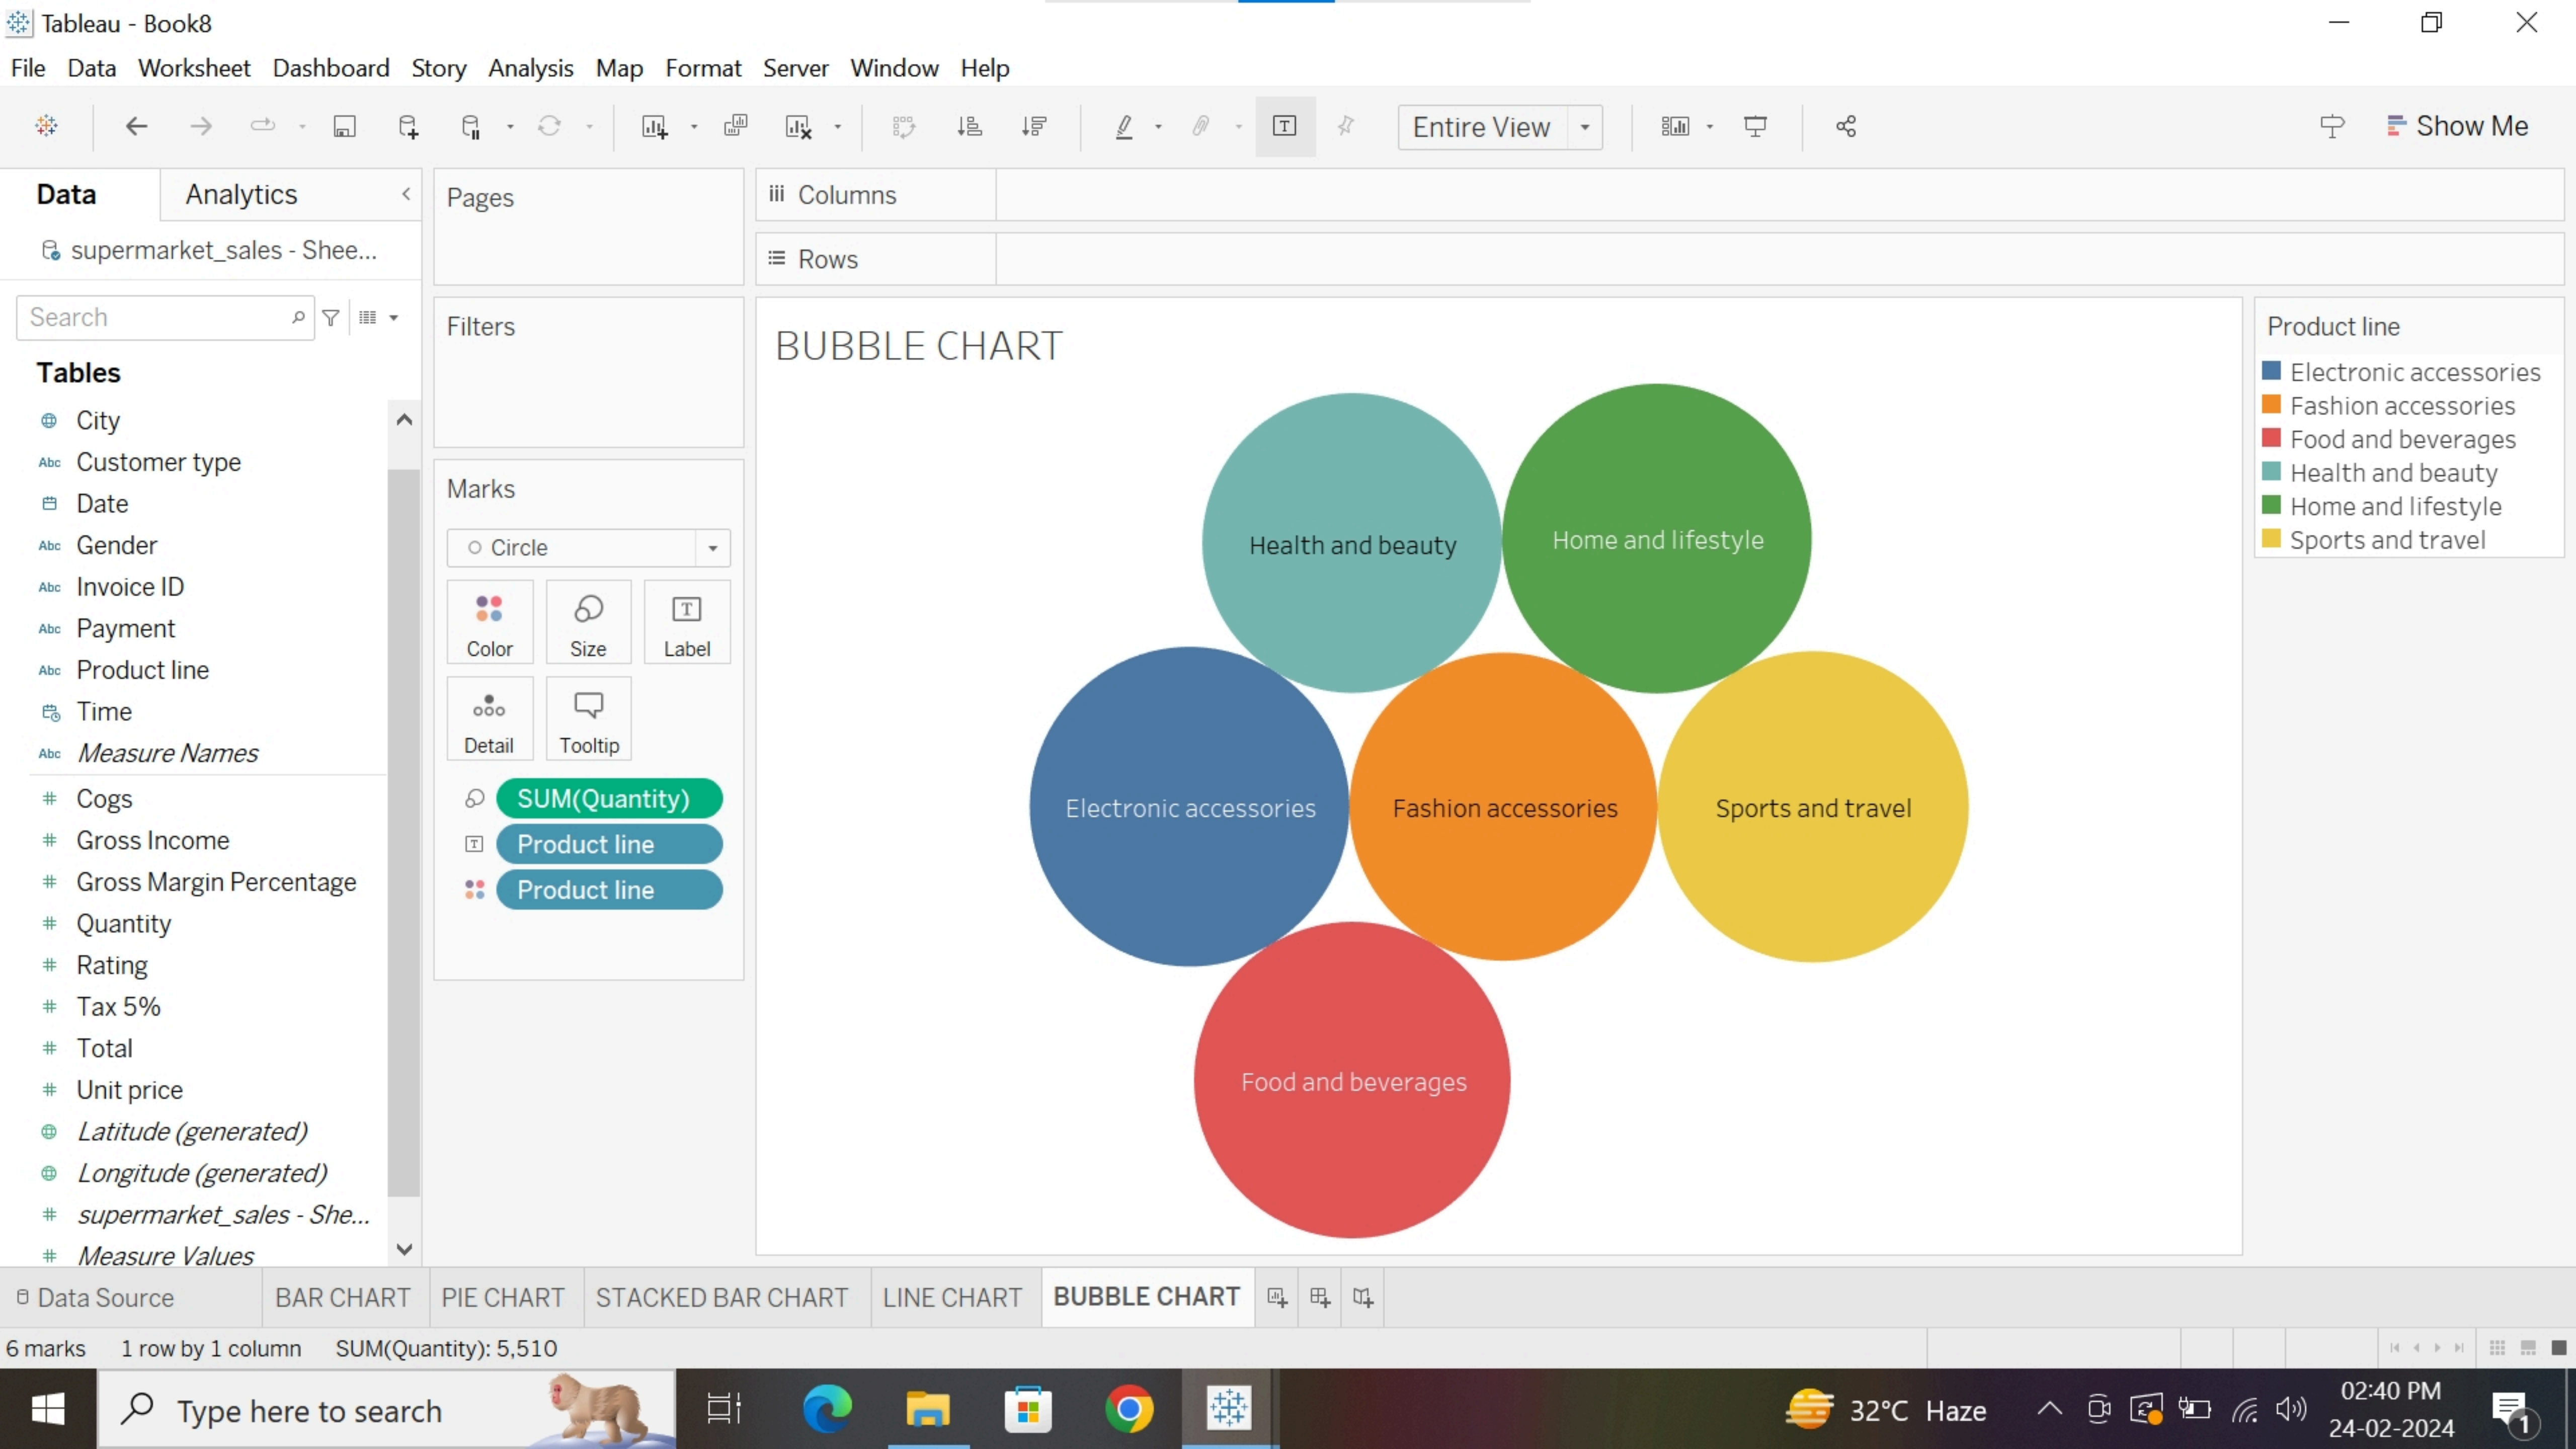 Tableau - Book8
File Data Worksheet Dashboard Story Analysis Map Format Server Window Help
Entire View
Show Me
Data Analytics
supermarket_sales - Shee...
Search
Tables
City
Abc Customer type
Date
Abc Gender
Abc Invoice ID
Abc Payment
Abc Product line
Time
Abc Measure Names
# Cogs
# Gross Income
# Gross Margin Percentage
# Quantity
# Rating
# Tax 5%
# Total
# Unit price
Latitude (generated)
Longitude (generated)
# supermarket_sales - She...
# Measure Values
Pages
Filters
Marks
Circle
Color Size Label
Detail Tooltip
SUM(Quantity)
Product line
Product line
Columns
Rows
BUBBLE CHART
Health and beauty
Home and lifestyle
Electronic accessories
Fashion accessories
Sports and travel
Food and beverages
Product line
Electronic accessories
Fashion accessories
Food and beverages
Health and beauty
Home and lifestyle
Sports and travel
Data Source BAR CHART PIE CHART STACKED BAR CHART LINE CHART BUBBLE CHART
6 marks 1 row by 1 column SUM(Quantity): 5,510
Type here to search
32°C Haze
02:40 PM
24-02-2024
1